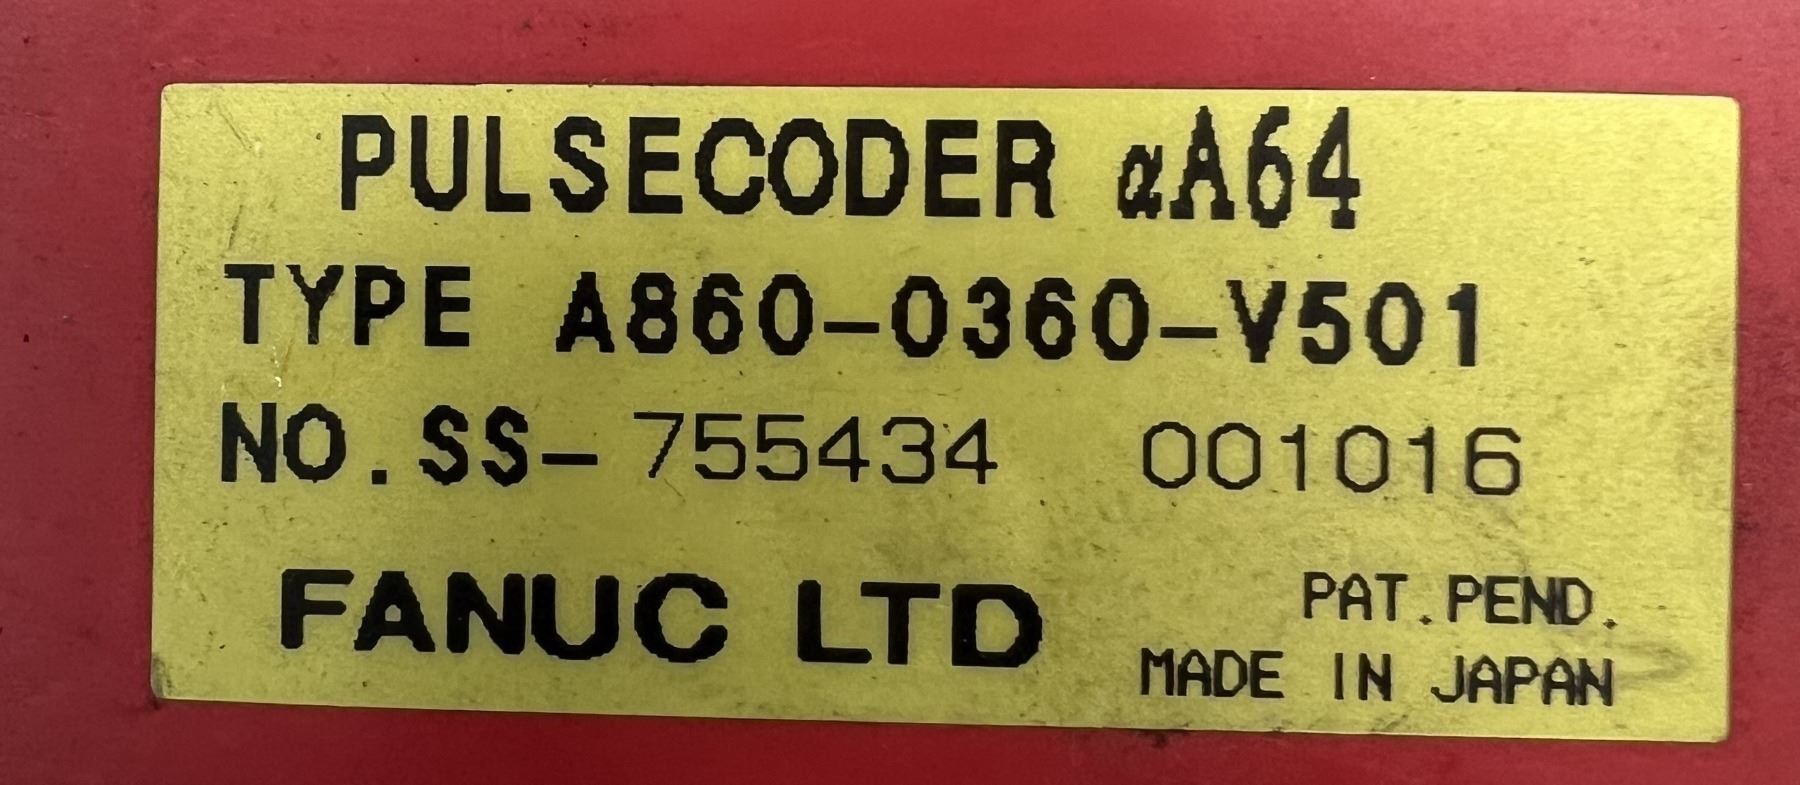 PULSECODER αA64
TYPE A860-0360-V501
NO.SS-755434 001016
FANUC LTD
PAT.PEND.
MADE IN JAPAN